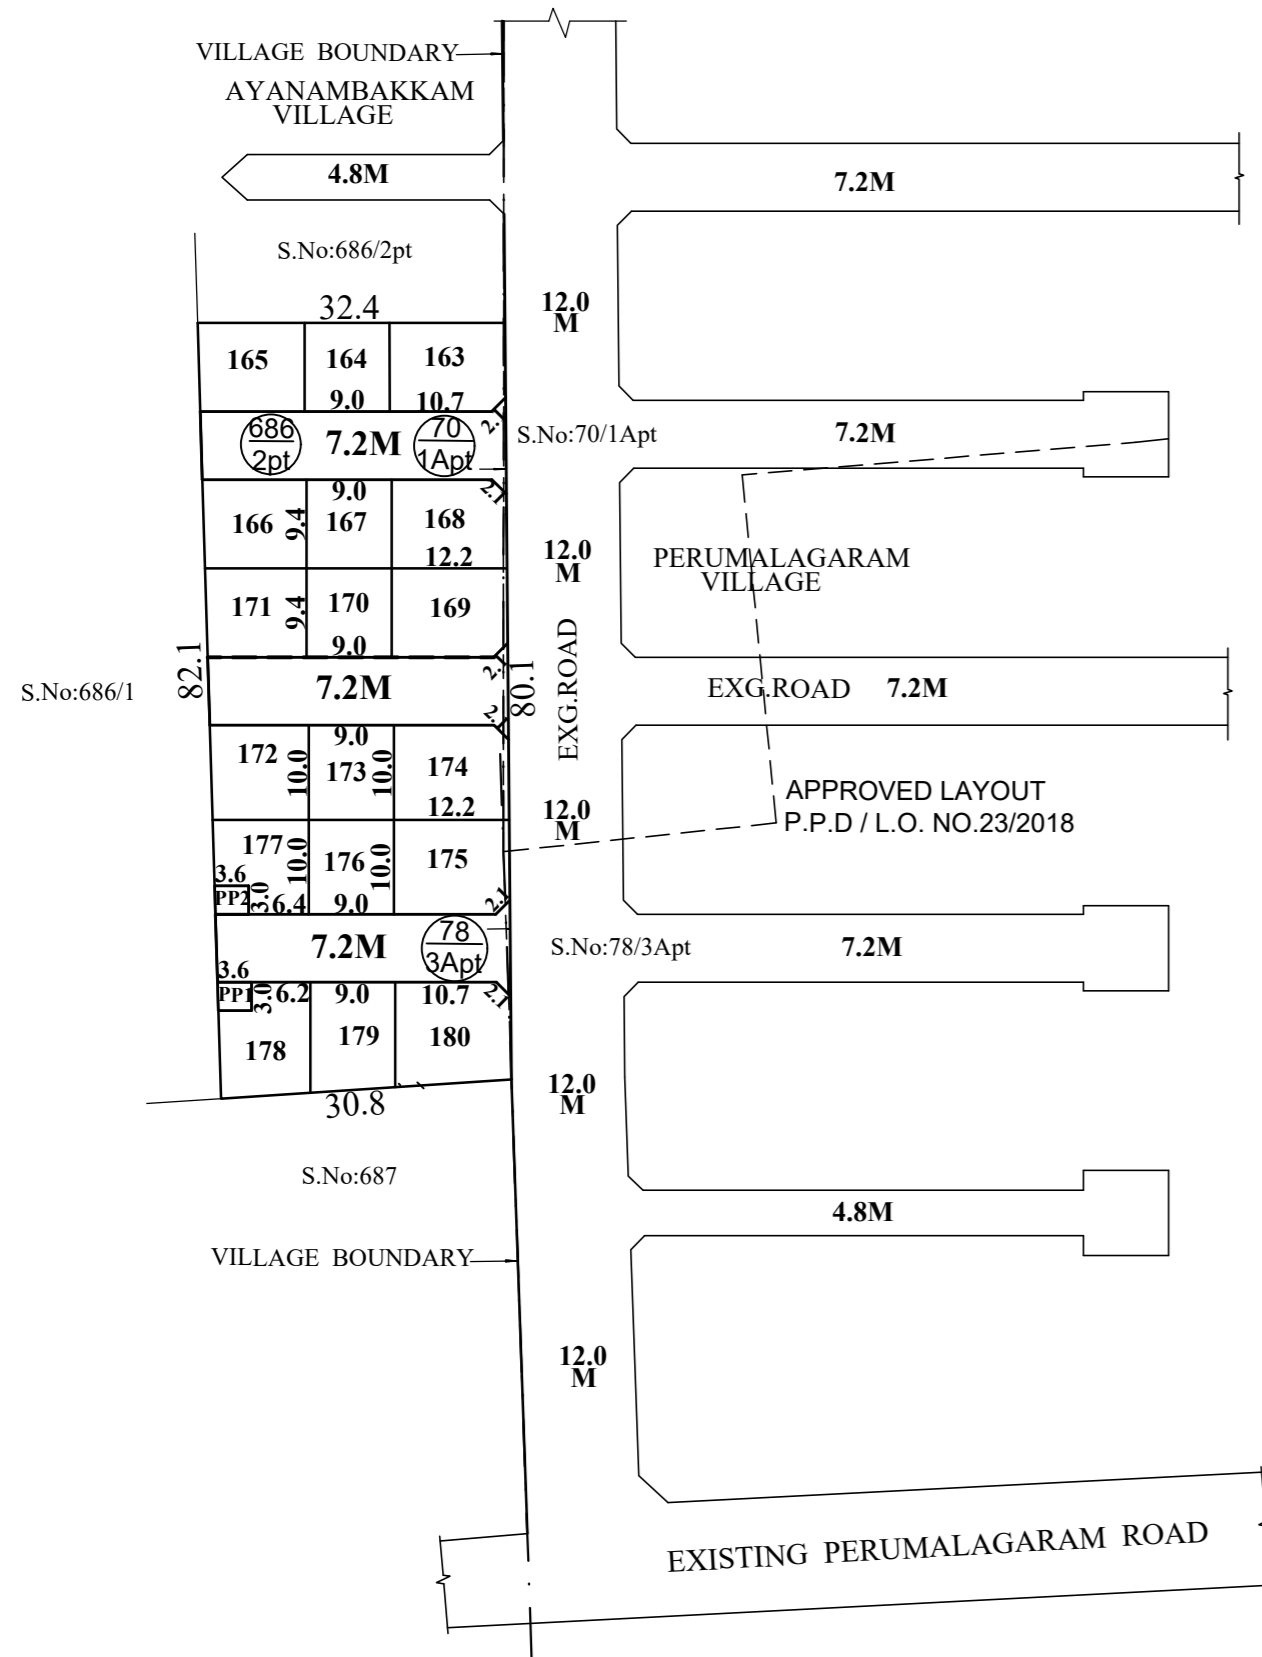 VILLAGE BOUNDARY
AYANAMBAKKAM
VILLAGE
4.8M
7.2M
S.No:686/2pt
32.4
12.0
M
165
164
163
9.0
10.7
686
2pt
7.2M
70
1Apt
S.No:70/1Apt
7.2M
9.0
2.1
166
9.4
167
168
12.2
12.0
M
PERUMALAGARAM
VILLAGE
171
9.4
170
169
9.0
82.1
S.No:686/1
7.2M
80.1
EXG.ROAD
EXG.ROAD 7.2M
172
10.0
9.0
173
10.0
174
12.2
12.0
M
APPROVED LAYOUT
P.P.D / L.O. NO.23/2018
177
10.0
176
10.0
175
3.6
PP2
3.0
6.4
9.0
2.1
7.2M
78
3Apt
S.No:78/3Apt
7.2M
3.6
PP1
3.0
6.2
9.0
10.7
2.1
178
179
180
30.8
12.0
M
S.No:687
4.8M
VILLAGE BOUNDARY
12.0
M
EXISTING PERUMALAGARAM ROAD